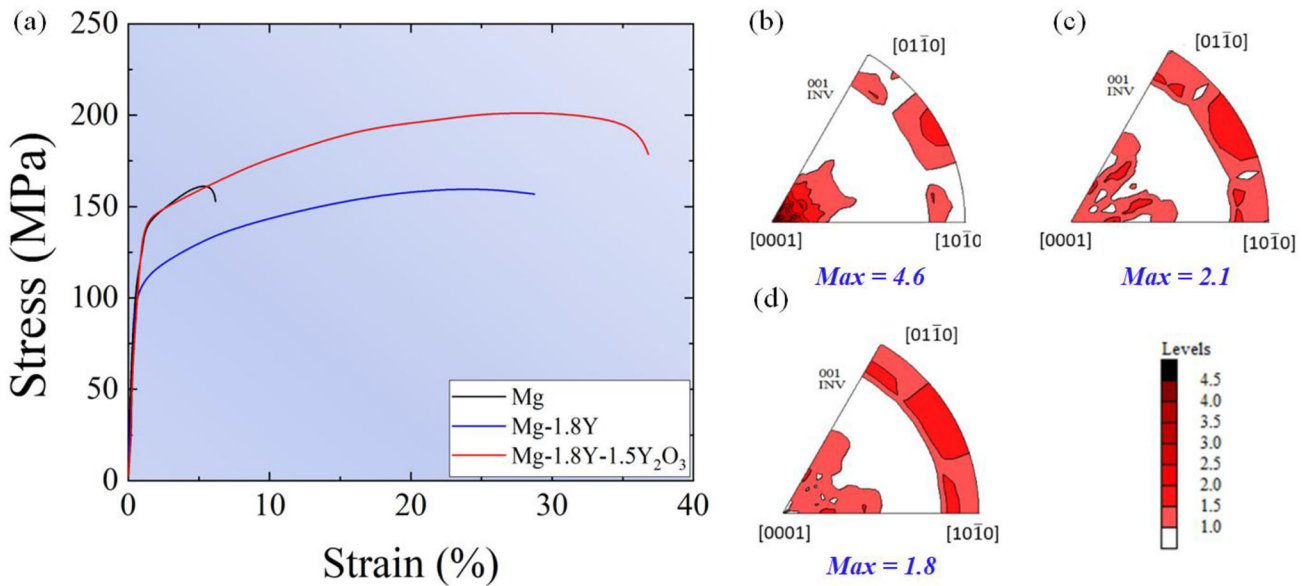 (a)
250
200
150
100
50
0
Stress (MPa)
0 10 20 30 40
Strain (%)
Mg
Mg-1.8Y
Mg-1.8Y-1.5Y₂O₃
(b)
[011̅0]
001
INV
[0001]
[101̅0]
Max = 4.6
(c)
[011̅0]
001
INV
[0001]
[101̅0]
Max = 2.1
(d)
[011̅0]
001
INV
[0001]
[101̅0]
Max = 1.8
Levels
4.5
4.0
3.5
3.0
2.5
2.0
1.5
1.0